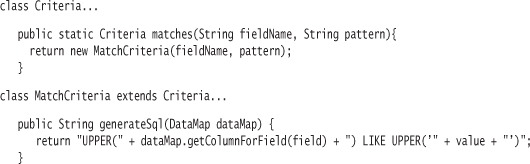 class Criteria...
public static Criteria matches(String fieldName, String pattern){
return new MatchCriteria(fieldName, pattern);
}
class MatchCriteria extends Criteria...
public String generateSql(DataMap dataMap) {
return "UPPER(" + dataMap.getColumnForField(field) + ") LIKE UPPER('" + value + "')";
}